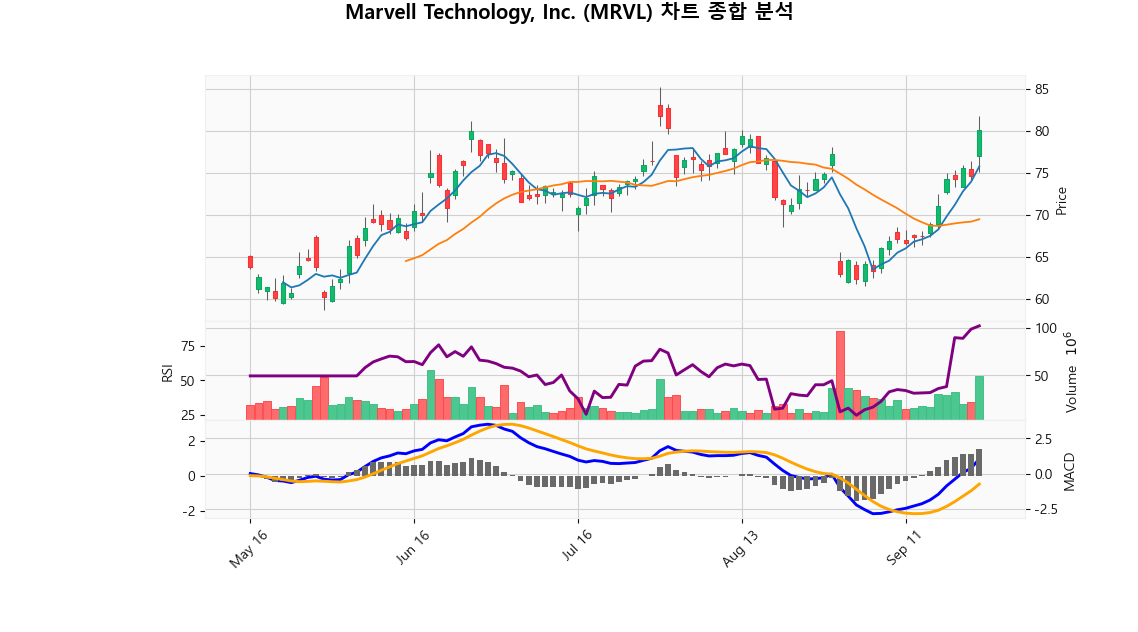 Marvell Technology, Inc. (MRVL) 차트 종합 분석
85
80
75
70
65
60
Price
75
50
25
RSI
100
50
Volume 10^6
2
0
-2
2.5
0.0
-2.5
MACD
May 16
Jun 16
Jul 16
Aug 13
Sep 11